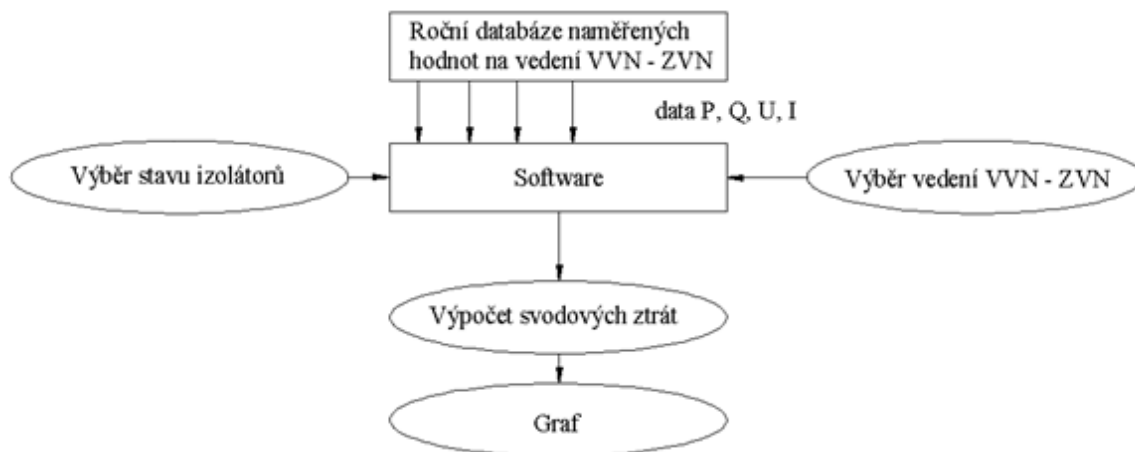 Roční databáze naměřených
hodnot na vedení VVN - ZVN
data P, Q, U, I
Výběr stavu izolátorů
Software
Výběr vedení VVN - ZVN
Výpočet svodových ztrát
Graf